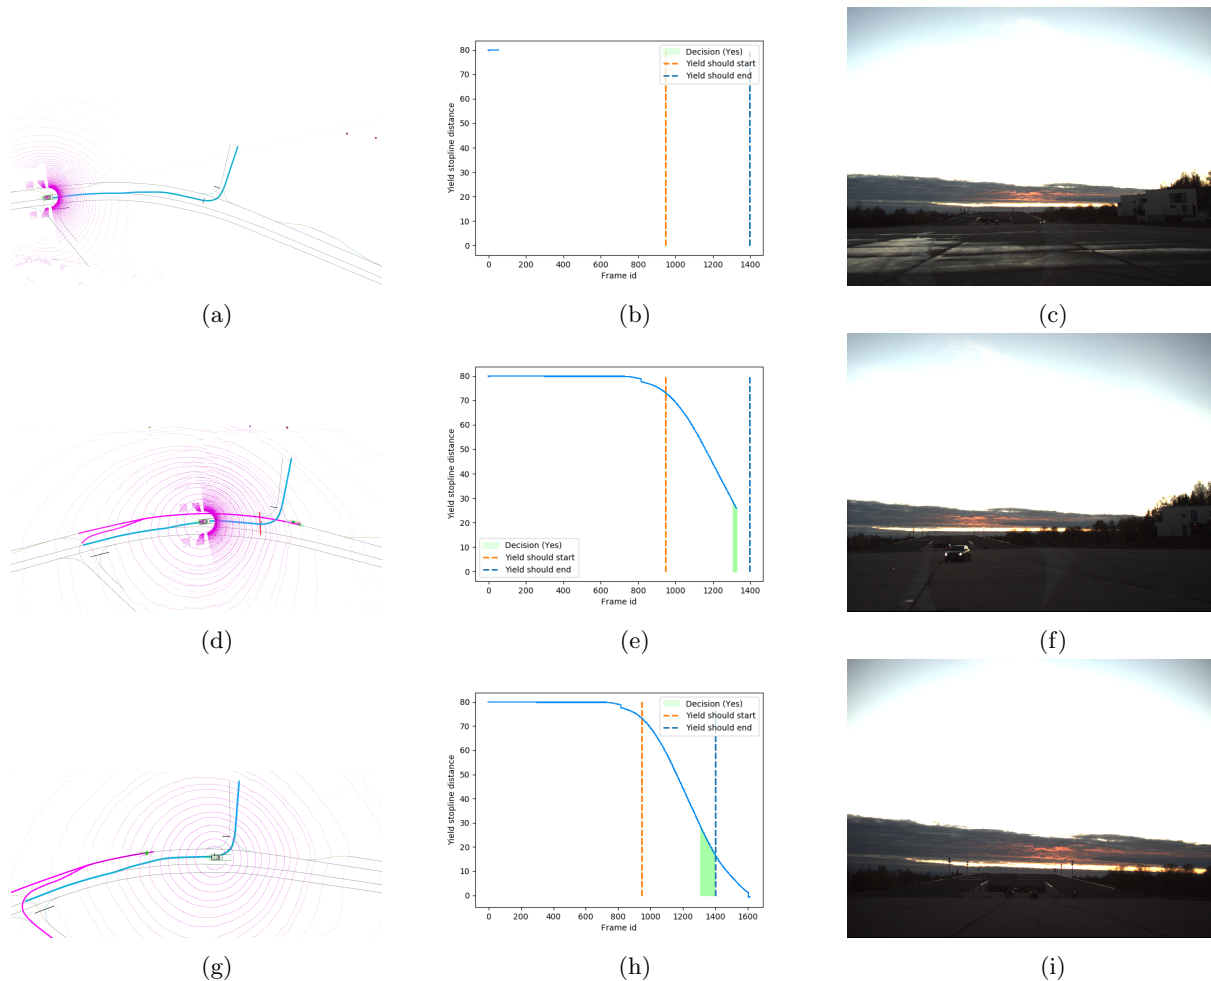 80
70
60
50
40
30
20
10
0
Yield stopline distance
Decision (Yes)
Yield should start
Yield should end
0 200 400 600 800 1000 1200 1400
Frame id
(a) (b) (c)
80
70
60
50
40
30
20
10
0
Yield stopline distance
Decision (Yes)
Yield should start
Yield should end
0 200 400 600 800 1000 1200 1400
Frame id
(d) (e) (f)
80
70
60
50
40
30
20
10
0
Yield stopline distance
Decision (Yes)
Yield should start
Yield should end
0 200 400 600 800 1000 1200 1400 1600
Frame id
(g) (h) (i)